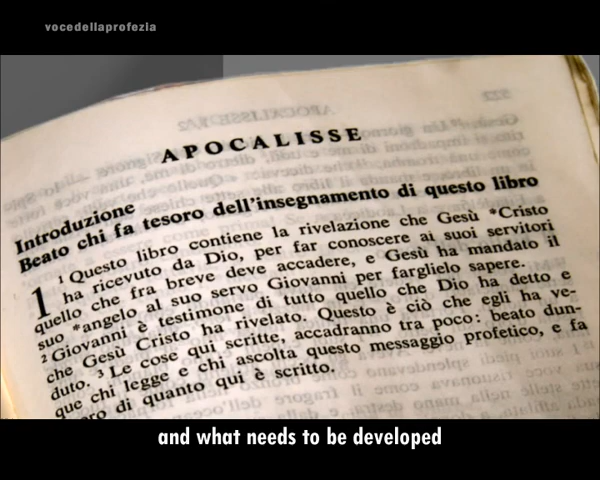 vocedellaprofezia
APOCALISSE 1/2
APOCALISSE
Introduzione
Beato chi fa tesoro dell'insegnamento di questo libro
1 ¹ Questo libro contiene la rivelazione che Gesù *Cristo
ha ricevuto da Dio, per far conoscere ai suoi servitori
quello che fra breve deve accadere, e Gesù ha mandato il
suo *angelo al suo servo Giovanni per farglielo sapere.
² Giovanni è testimone di tutto quello che Dio ha detto e
che Gesù Cristo ha rivelato. Questo è ciò che egli ha ve-
duto. ³ Le cose qui scritte, accadranno tra poco: beato dun-
que chi legge e chi ascolta questo messaggio profetico, e fa
oro di quanto qui è scritto.
and what needs to be developed